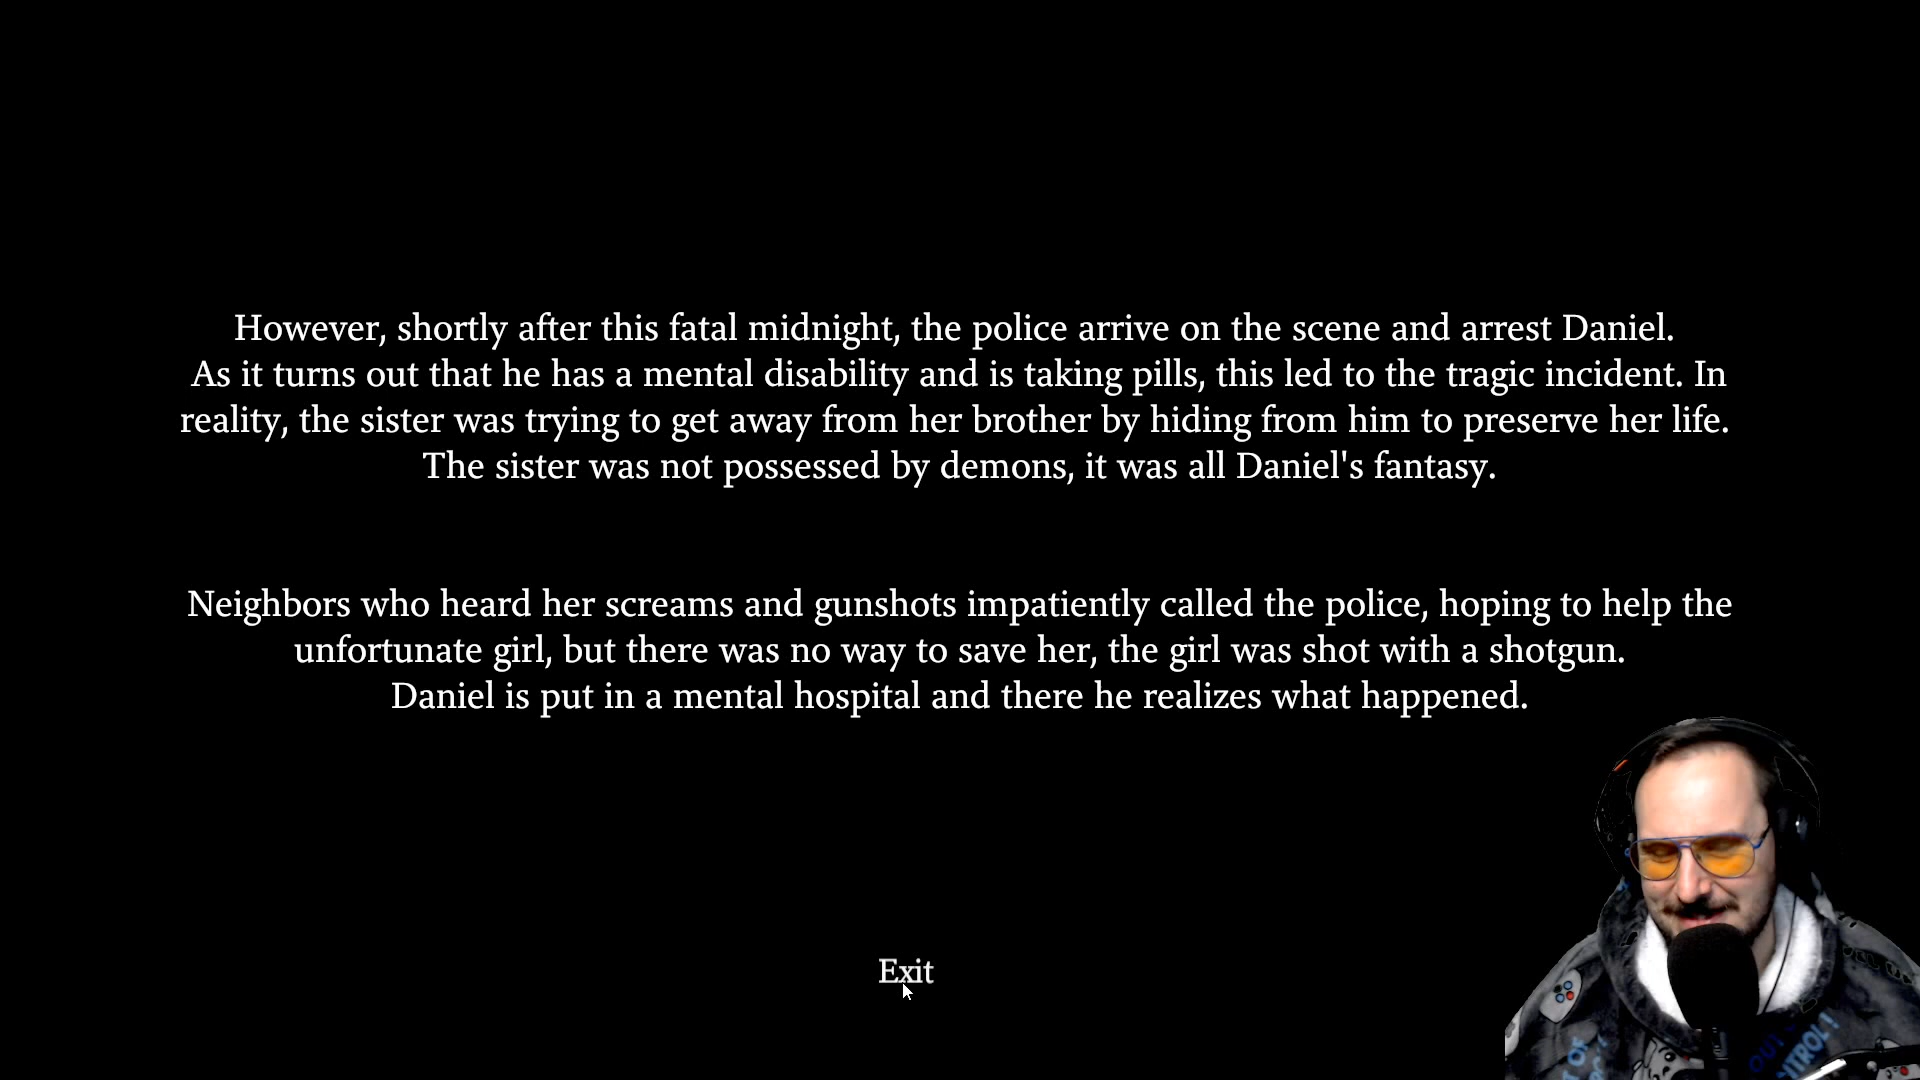 However, shortly after this fatal midnight, the police arrive on the scene and arrest Daniel.
As it turns out that he has a mental disability and is taking pills, this led to the tragic incident. In
reality, the sister was trying to get away from her brother by hiding from him to preserve her life.
The sister was not possessed by demons, it was all Daniel's fantasy.
Neighbors who heard her screams and gunshots impatiently called the police, hoping to help the
unfortunate girl, but there was no way to save her, the girl was shot with a shotgun.
Daniel is put in a mental hospital and there he realizes what happened.
Exit
OUT
OF